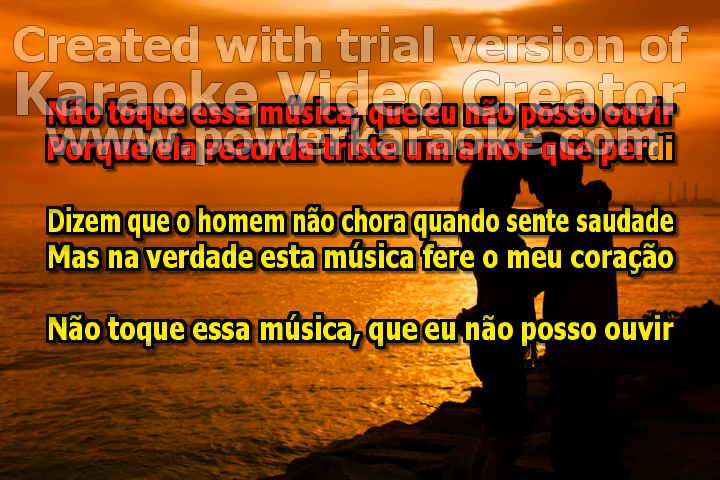 Created with trial version of
Karaoke Video Creator
www.powerkaraoke.com
Não toque essa música, que eu não posso ouvir
Porque ela recorda triste um amor que perdi
Dizem que o homem não chora quando sente saudade
Mas na verdade esta música fere o meu coração
Não toque essa música, que eu não posso ouvir